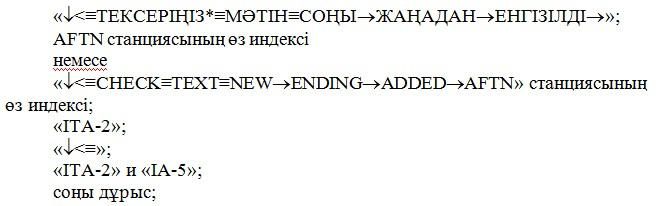 «↓<≡ТЕКСЕРІҢІЗ*≡МӘТІН≡СОҢЫ→ЖАҢАДАН→ЕНГІЗІЛДІ→»;
AFTN станциясының өз индексі
немесе
«↓<≡CHECK≡TEXT≡NEW→ENDING→ADDED→AFTN» станциясының
өз индексі;
«ITA-2»;
«↓<≡»;
«ITA-2» и «IA-5»;
соңы дұрыс;